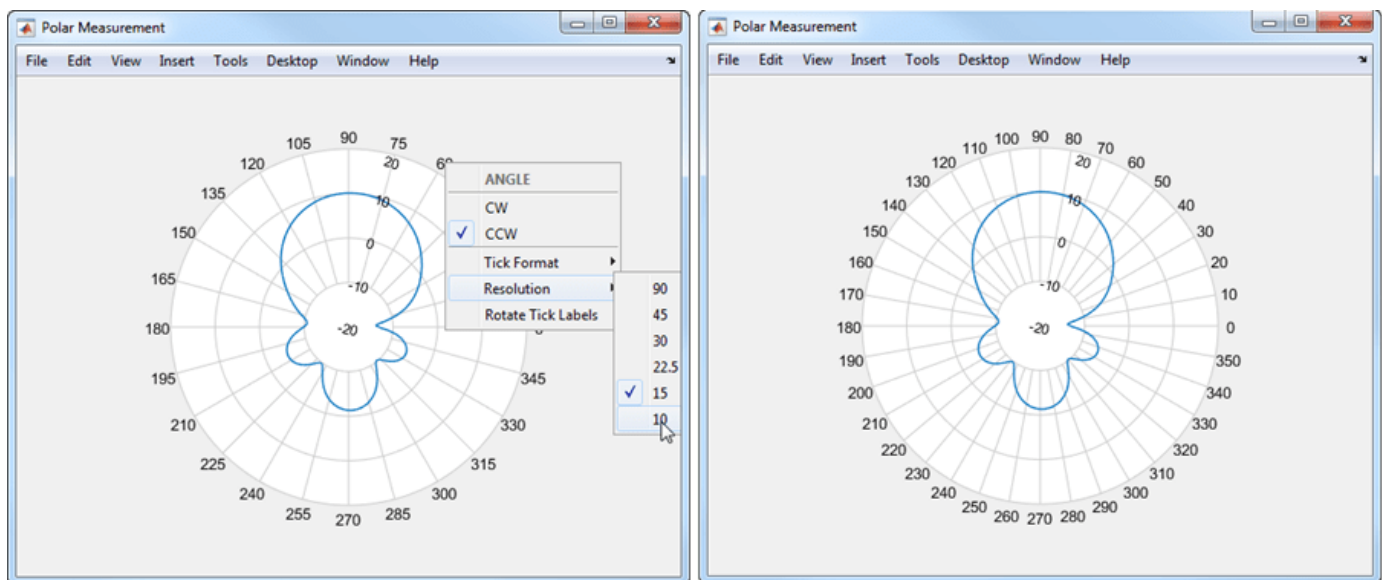 Polar Measurement
File Edit View Insert Tools Desktop Window Help
90
105 75
120 20 60
135 10
150 0
165 -10
180 -20 0
195 345
210 330
225 315
240 300
255 285
270
ANGLE
CW
CCW
Tick Format
Resolution
Rotate Tick Labels
90
45
30
22.5
15
10
Polar Measurement
File Edit View Insert Tools Desktop Window Help
100 90 80
110 20 70
120 60
130 10 50
140 40
150 0 30
160 20
170 -10 10
180 -20 0
190 350
200 340
210 330
220 320
230 310
240 300
250 290
260 270 280